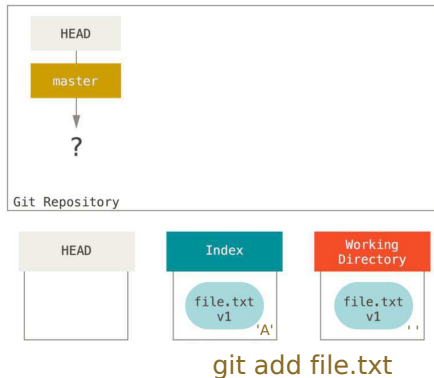 HEAD
master
?
Git Repository
HEAD
Index
Working
Directory
file.txt
v1
'A'
file.txt
v1
' '
git add file.txt